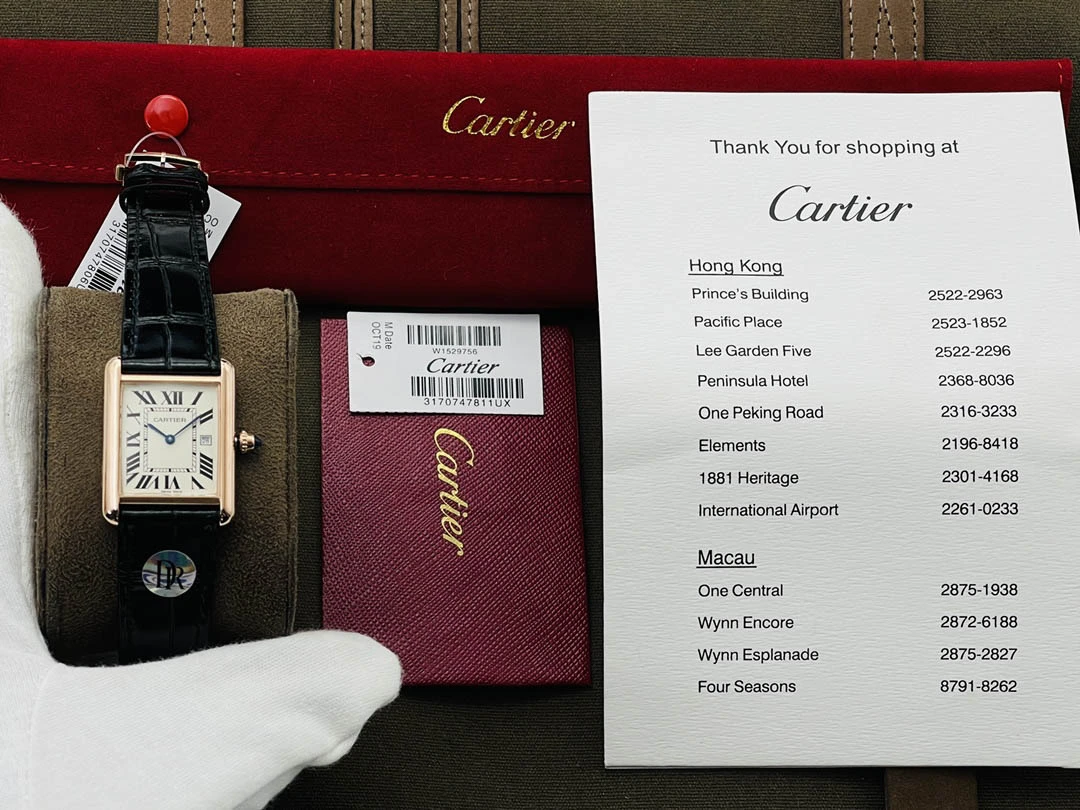 Cartier
Thank You for shopping at
Cartier
Hong Kong
Prince's Building 2522-2963
Pacific Place 2523-1852
Lee Garden Five 2522-2296
Peninsula Hotel 2368-8036
One Peking Road 2316-3233
Elements 2196-8418
1881 Heritage 2301-4168
International Airport 2261-0233
Macau
One Central 2875-1938
Wynn Encore 2872-6188
Wynn Esplanade 2875-2827
Four Seasons 8791-8262
M Date
OCT19
W1529756
Cartier
3170747811UX
Cartier
CARTIER
XII
DR